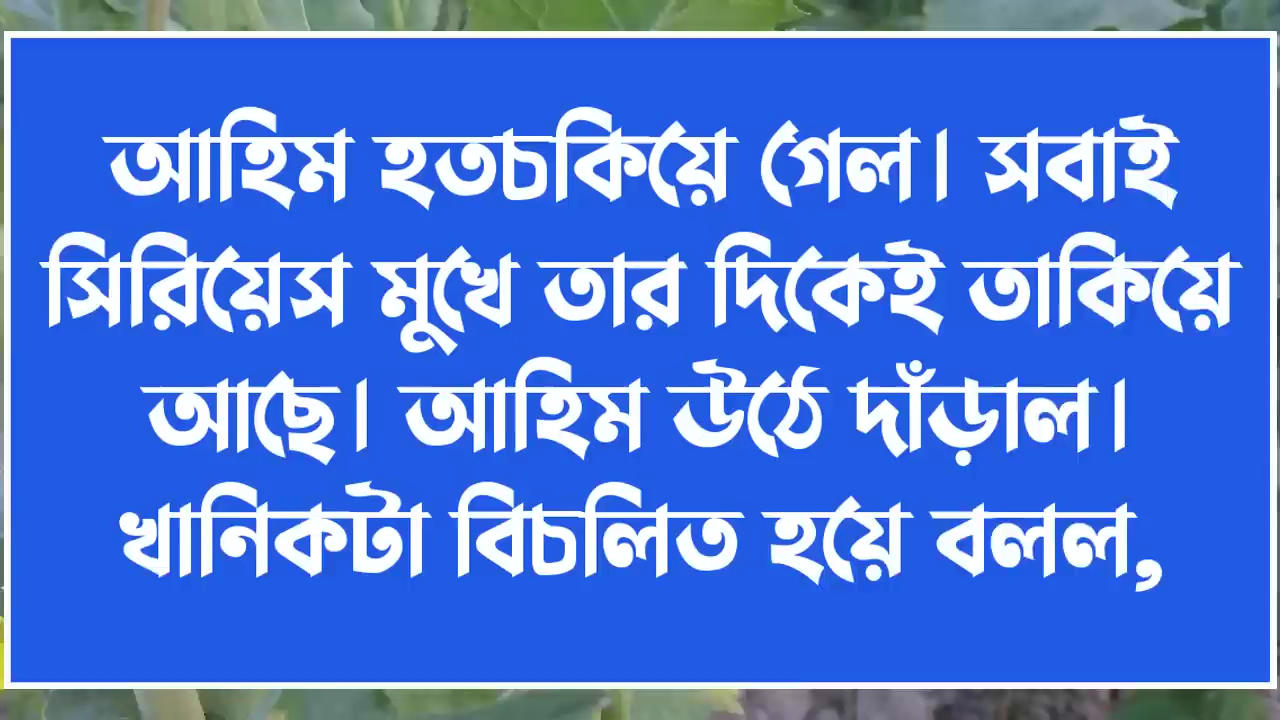 আহিম হতচকিয়ে গেল। সবাই
সিরিয়েস মুখে তার দিকেই তাকিয়ে
আছে। আহিম উঠে দাঁড়াল।
খানিকটা বিচলিত হয়ে বলল,